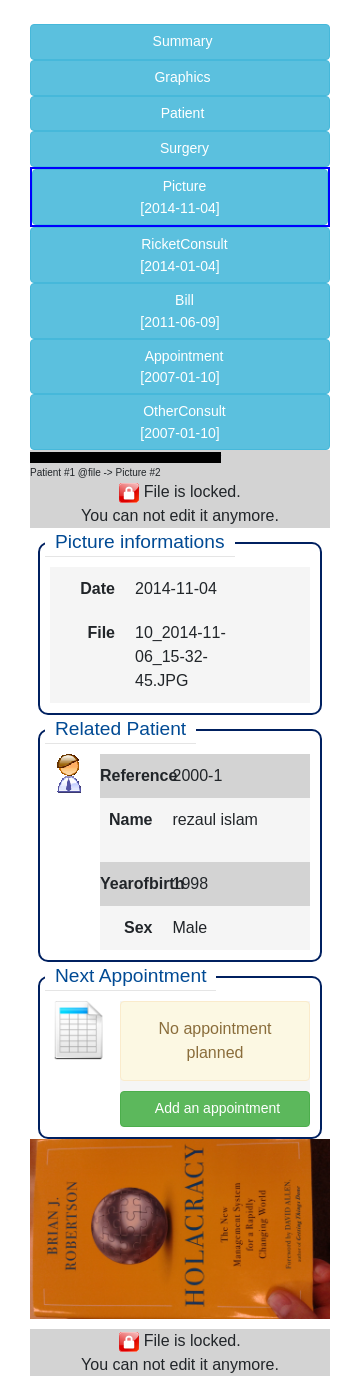 Summary
Graphics
Patient
Surgery
Picture
[2014-11-04]
RicketConsult
[2014-01-04]
Bill
[2011-06-09]
Appointment
[2007-01-10]
OtherConsult
[2007-01-10]
Patient #1 @file -> Picture #2
File is locked.
You can not edit it anymore.
Picture informations
Date 2014-11-04
File 10_2014-11-
06_15-32-
45.JPG
Related Patient
Reference 2000-1
Name rezaul islam
Yearofbirth 1998
Sex Male
Next Appointment
No appointment
planned
Add an appointment
BRIAN J.
ROBERTSON
HOLACRACY
The New
Management System
for a Rapidly
Changing World
Foreword by DAVID ALLEN,
author of Getting Things Done
File is locked.
You can not edit it anymore.